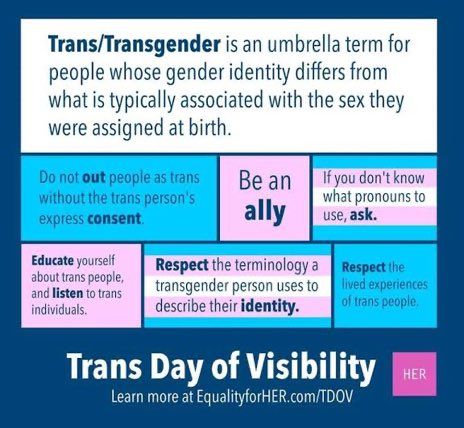 Trans/Transgender is an umbrella term for
people whose gender identity differs from
what is typically associated with the sex they
were assigned at birth.
Do not out people as trans
without the trans person's
express consent.
Be an
ally
If you don't know
what pronouns to
use, ask.
Educate yourself
about trans people,
and listen to trans
individuals.
Respect the terminology a
transgender person uses to
describe their identity.
Respect the
lived experiences
of trans people.
Trans Day of Visibility
HER
Learn more at EqualityforHER.com/TDOV